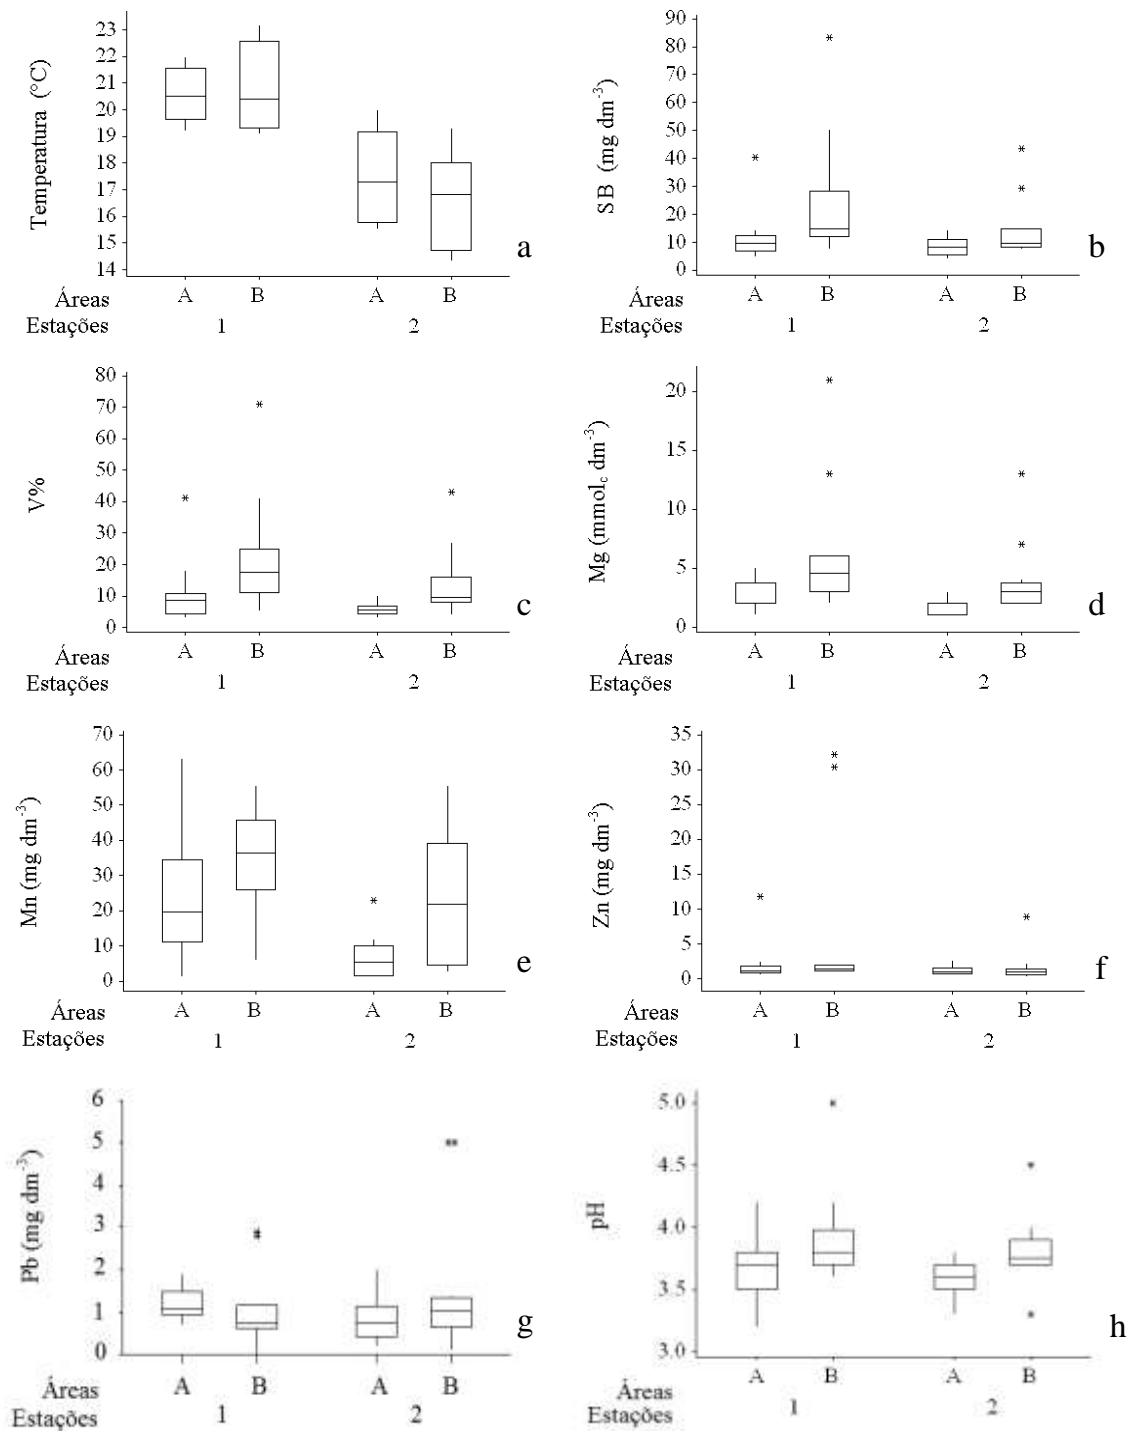 Temperatura (°C)
23
22
21
20
19
18
17
16
15
14
a
Áreas
A
B
A
B
Estações
1
2
SB (mg dm-3)
90
80
70
60
50
40
30
20
10
0
b
Áreas
A
B
A
B
Estações
1
2
V%
80
70
60
50
40
30
20
10
0
c
Áreas
A
B
A
B
Estações
1
2
Mg (mmolc dm-3)
20
15
10
5
0
d
Áreas
A
B
A
B
Estações
1
2
Mn (mg dm-3)
70
60
50
40
30
20
10
0
e
Áreas
A
B
A
B
Estações
1
2
Zn (mg dm-3)
35
30
25
20
15
10
5
0
f
Áreas
A
B
A
B
Estações
1
2
Pb (mg dm-3)
6
5
4
3
2
1
0
g
Áreas
A
B
A
B
Estações
1
2
pH
5.0
4.5
4.0
3.5
3.0
h
Áreas
A
B
A
B
Estações
1
2